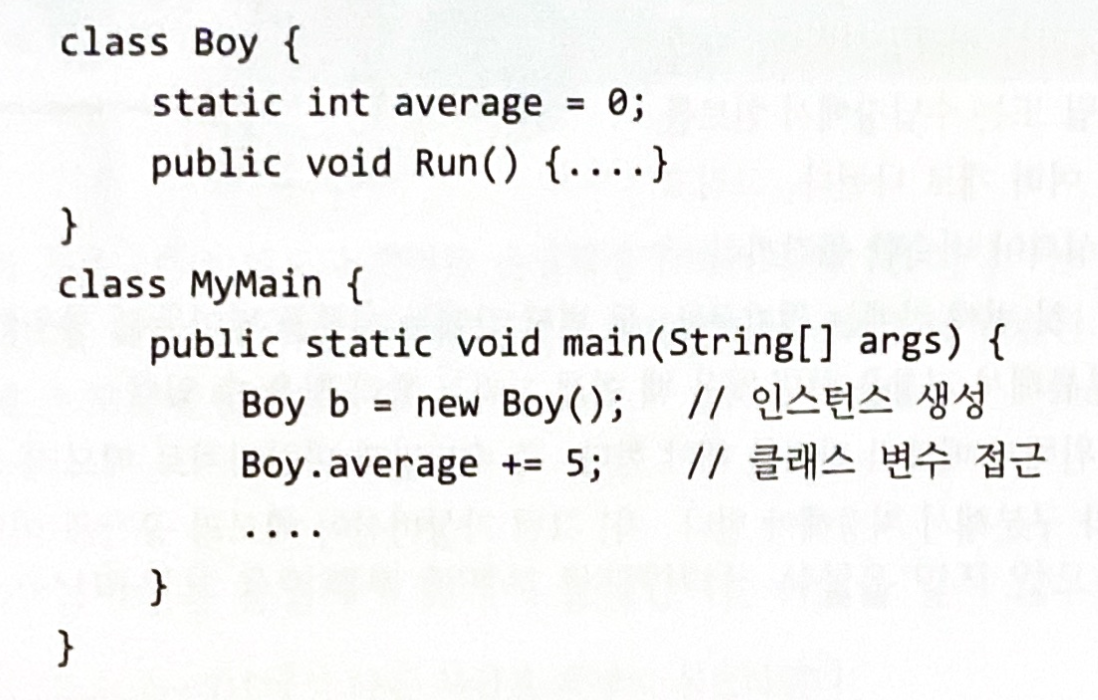 class Boy {
static int average = 0;
public void Run() {....}
}
class MyMain {
public static void main(String[] args) {
Boy b = new Boy();   // 인스턴스 생성
Boy.average += 5;   // 클래스 변수 접근
....
}
}